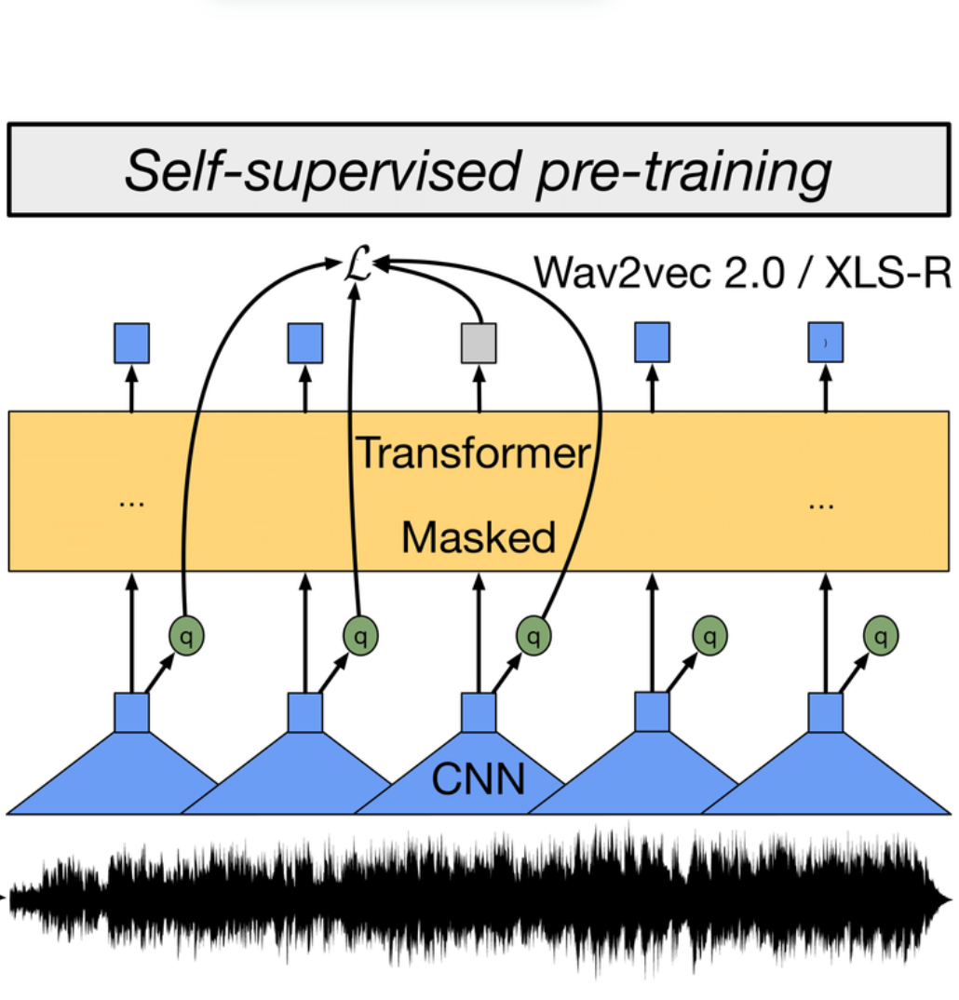 Self-supervised pre-training
ℒ
Wav2vec 2.0 / XLS-R
)
Transformer
... ...
Masked
q q q q q
CNN